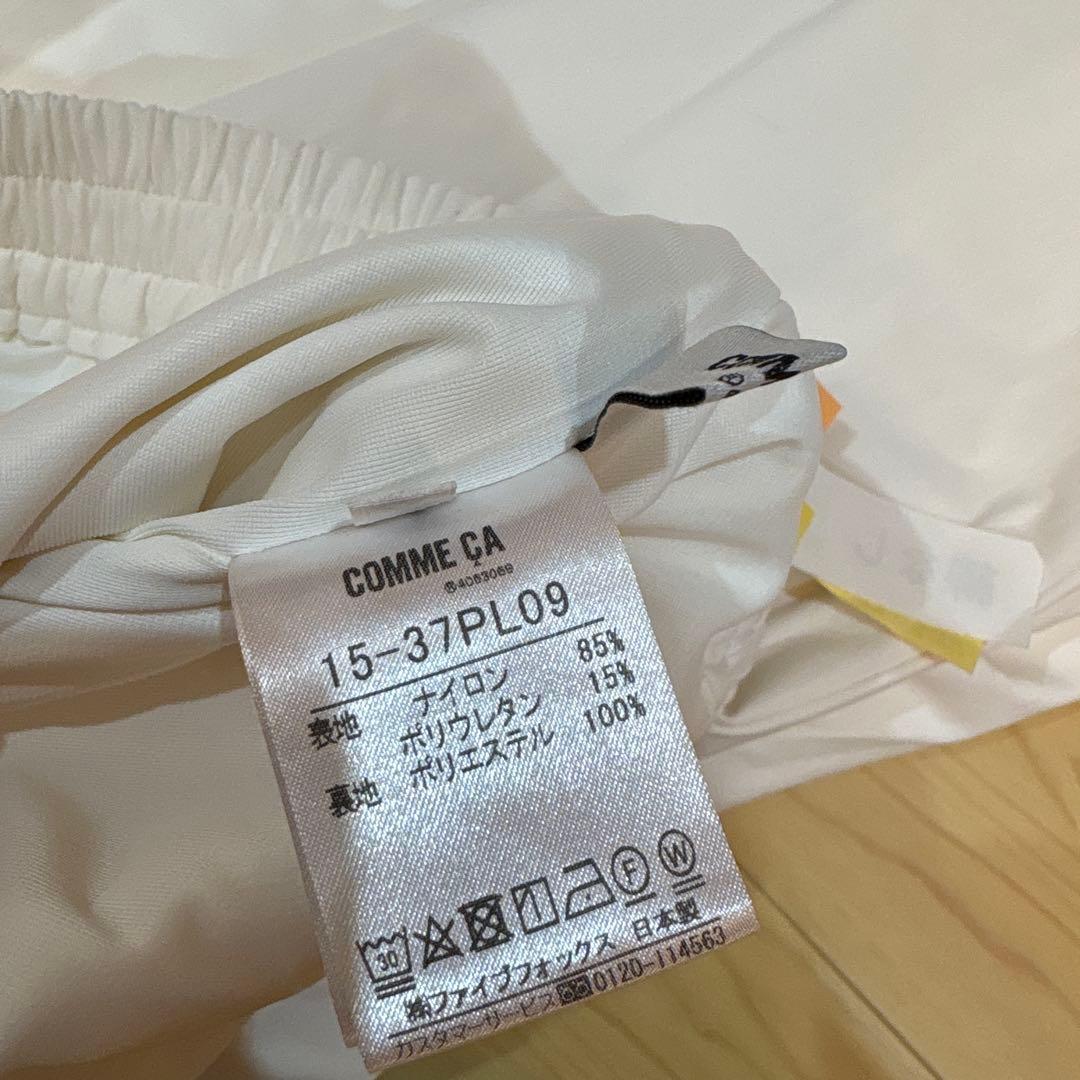 COMME ÇA
®4063069
15-37PL09
表地 ナイロン 85%
ポリウレタン 15%
裏地 ポリエステル 100%
30 F W
㈱ファイブフォックス 日本製
カスタマーサービス 0120-114563